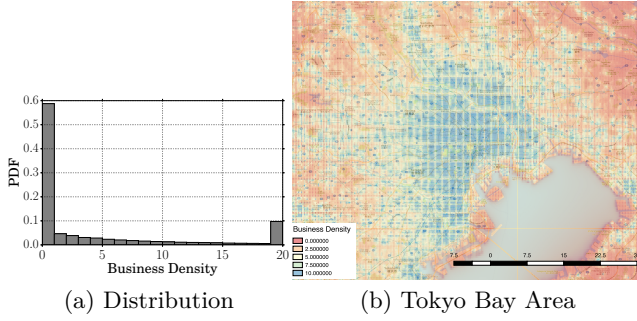 0.6
0.5
0.4
0.3
0.2
0.1
0.0
0 5 10 15 20
PDF
Business Density
(a) Distribution
Business Density
0.000000
2.500000
5.000000
7.500000
10.000000
7.5 0 7.5 15 22.5
(b) Tokyo Bay Area